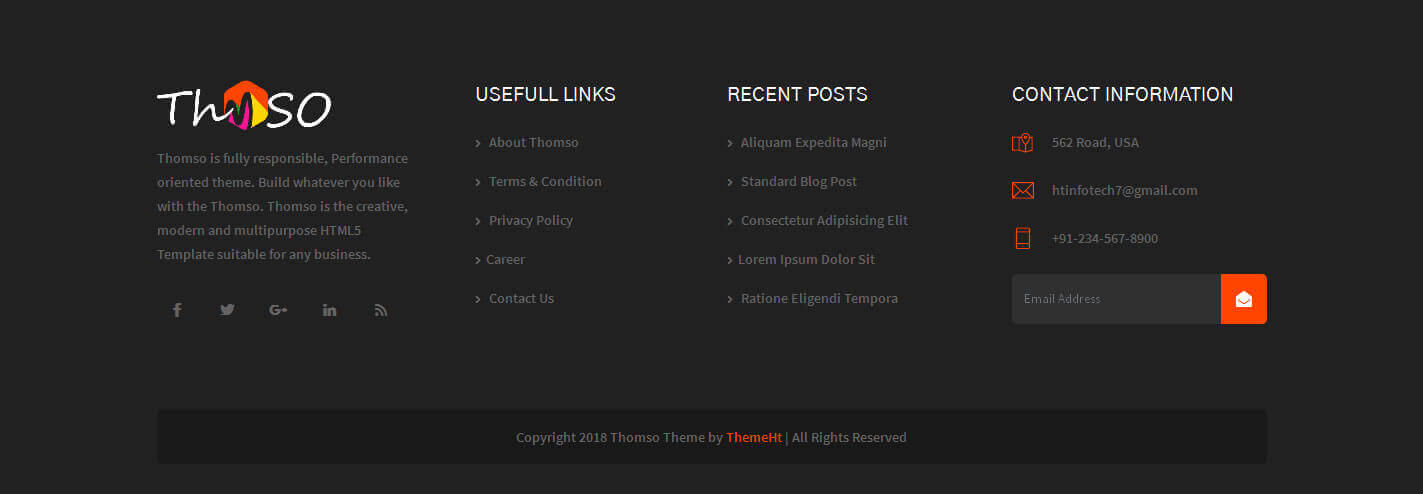 Thomso
Thomso is fully responsible, Performance
oriented theme. Build whatever you like
with the Thomso. Thomso is the creative,
modern and multipurpose HTML5
Template suitable for any business.
USEFULL LINKS
About Thomso
Terms & Condition
Privacy Policy
Career
Contact Us
RECENT POSTS
Aliquam Expedita Magni
Standard Blog Post
Consectetur Adipisicing Elit
Lorem Ipsum Dolor Sit
Ratione Eligendi Tempora
CONTACT INFORMATION
562 Road, USA
htinfotech7@gmail.com
+91-234-567-8900
Email Address
Copyright 2018 Thomso Theme by ThemeHt | All Rights Reserved